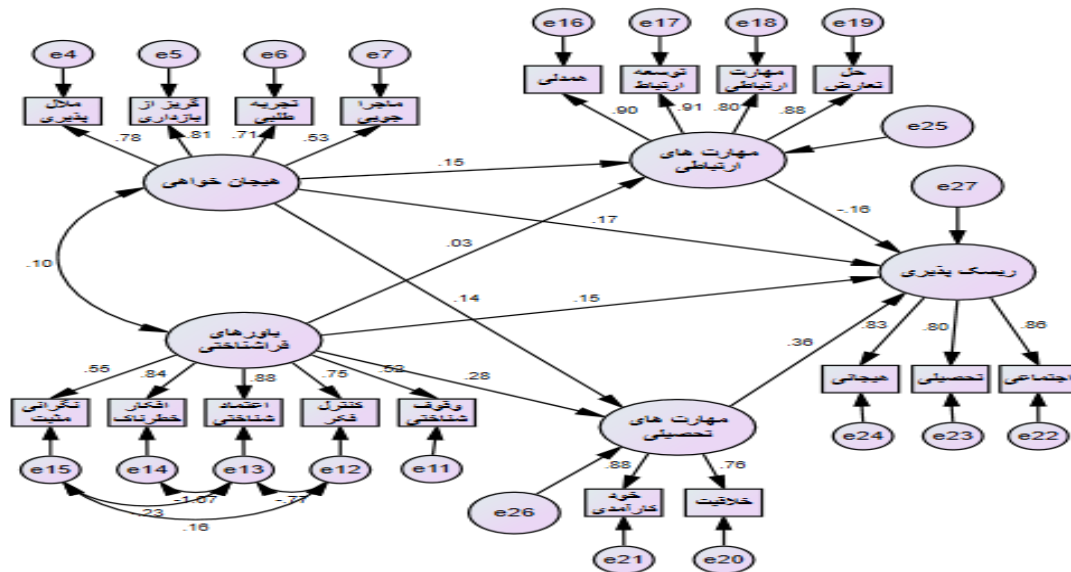 e4
e5
e6
e7
e16
e17
e18
e19
ملال
پذیری
گریز از
بازداری
تجربه
طلبی
ماجرا
جویی
همدلی
توسعه
ارتباط
مهارت
ارتباطی
حل
تعارض
.78
.81
.71
.53
.90
.91
.80
.88
e25
هیجان خواهی
.15
مهارت های
ارتباطی
e27
.17
-.16
.03
.10
.14
ریسک پذیری
.15
باورهای
فراشناختی
.36
.83
.80
.86
.55
.84
.88
.75
.52
.28
هیجانی
تحصیلی
اجتماعی
نگرانی
مثبت
افکار
خطرناک
اعتماد
شناختی
کنترل
فکر
وقوف
شناختی
مهارت های
تحصیلی
e24
e23
e22
e15
e14
e13
e12
e11
.88
.76
-.77
.23
.16
خود
کارآمدی
خلاقیت
e26
e21
e20